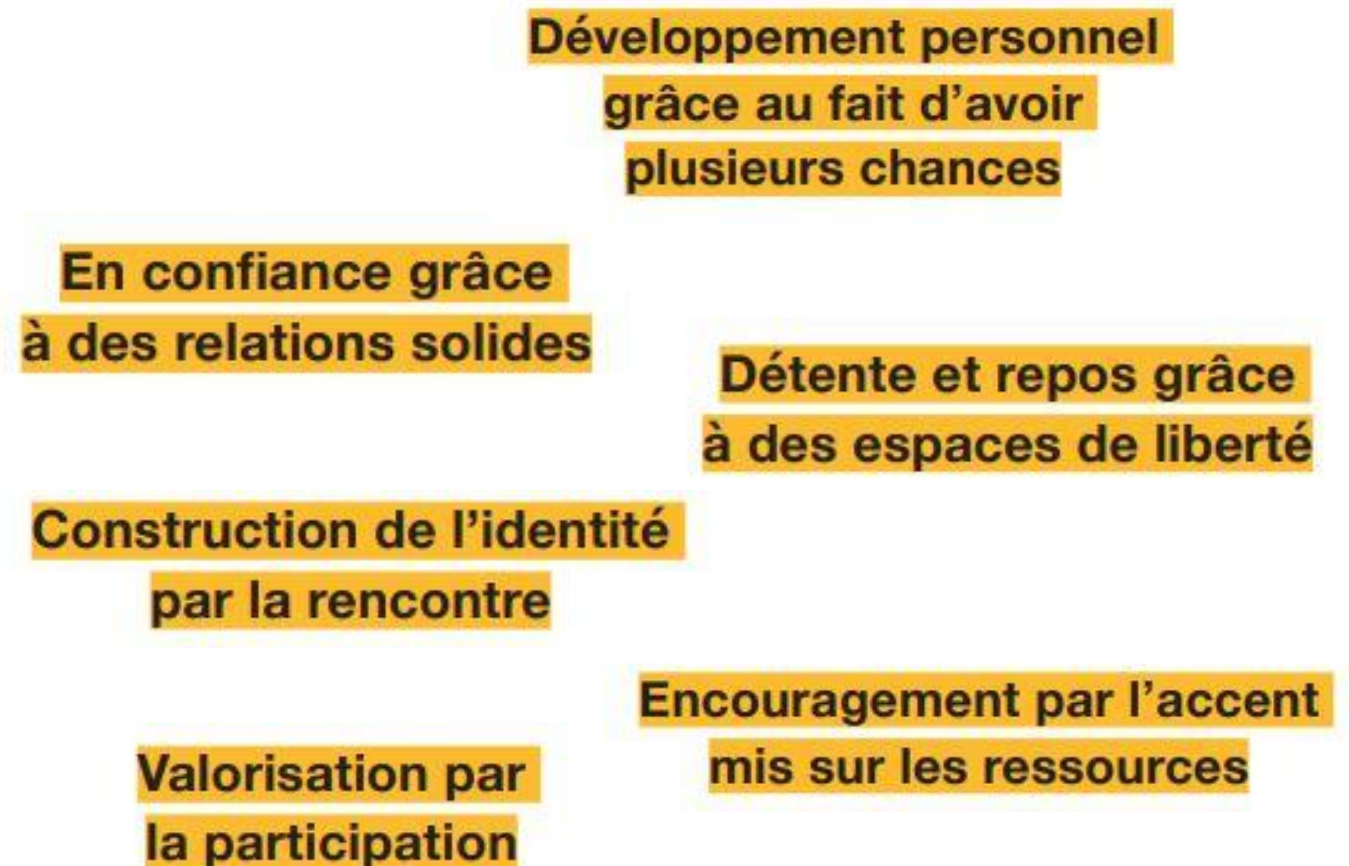 Développement personnel
grâce au fait d’avoir
plusieurs chances
En confiance grâce
à des relations solides
Détente et repos grâce
à des espaces de liberté
Construction de l’identité
par la rencontre
Encouragement par l’accent
mis sur les ressources
Valorisation par
la participation